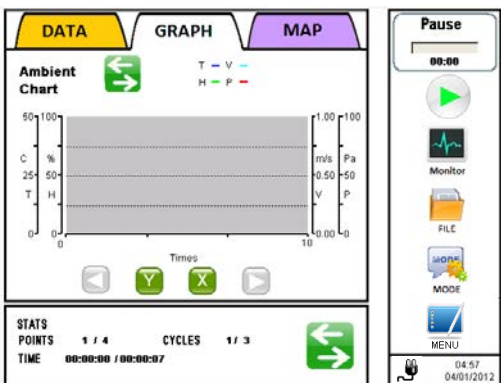 DATA GRAPH MAP
Ambient
Chart
T V
H P
50 100 1.00 100
C % m/s Pa
25 50 0.50 50
T H V P
0 0 0.00 0
0 10
Times
Y X
STATS
POINTS 1 / 4 CYCLES 1 / 3
TIME 00:00:00 / 00:00:07
Pause
00:00
Monitor
FILE
MODE
MODE
MENU
04:57
04/01/2012